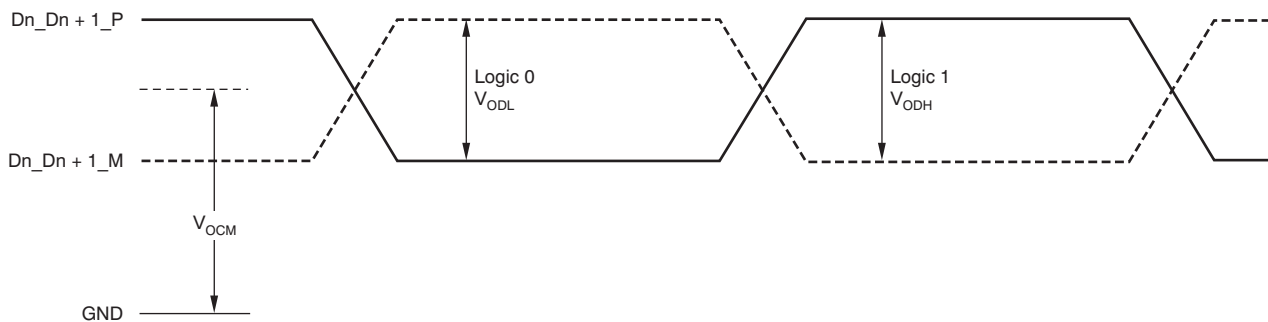 Dn_Dn + 1_P
Logic 0
VODL
Logic 1
VODH
Dn_Dn + 1_M
VOCM
GND